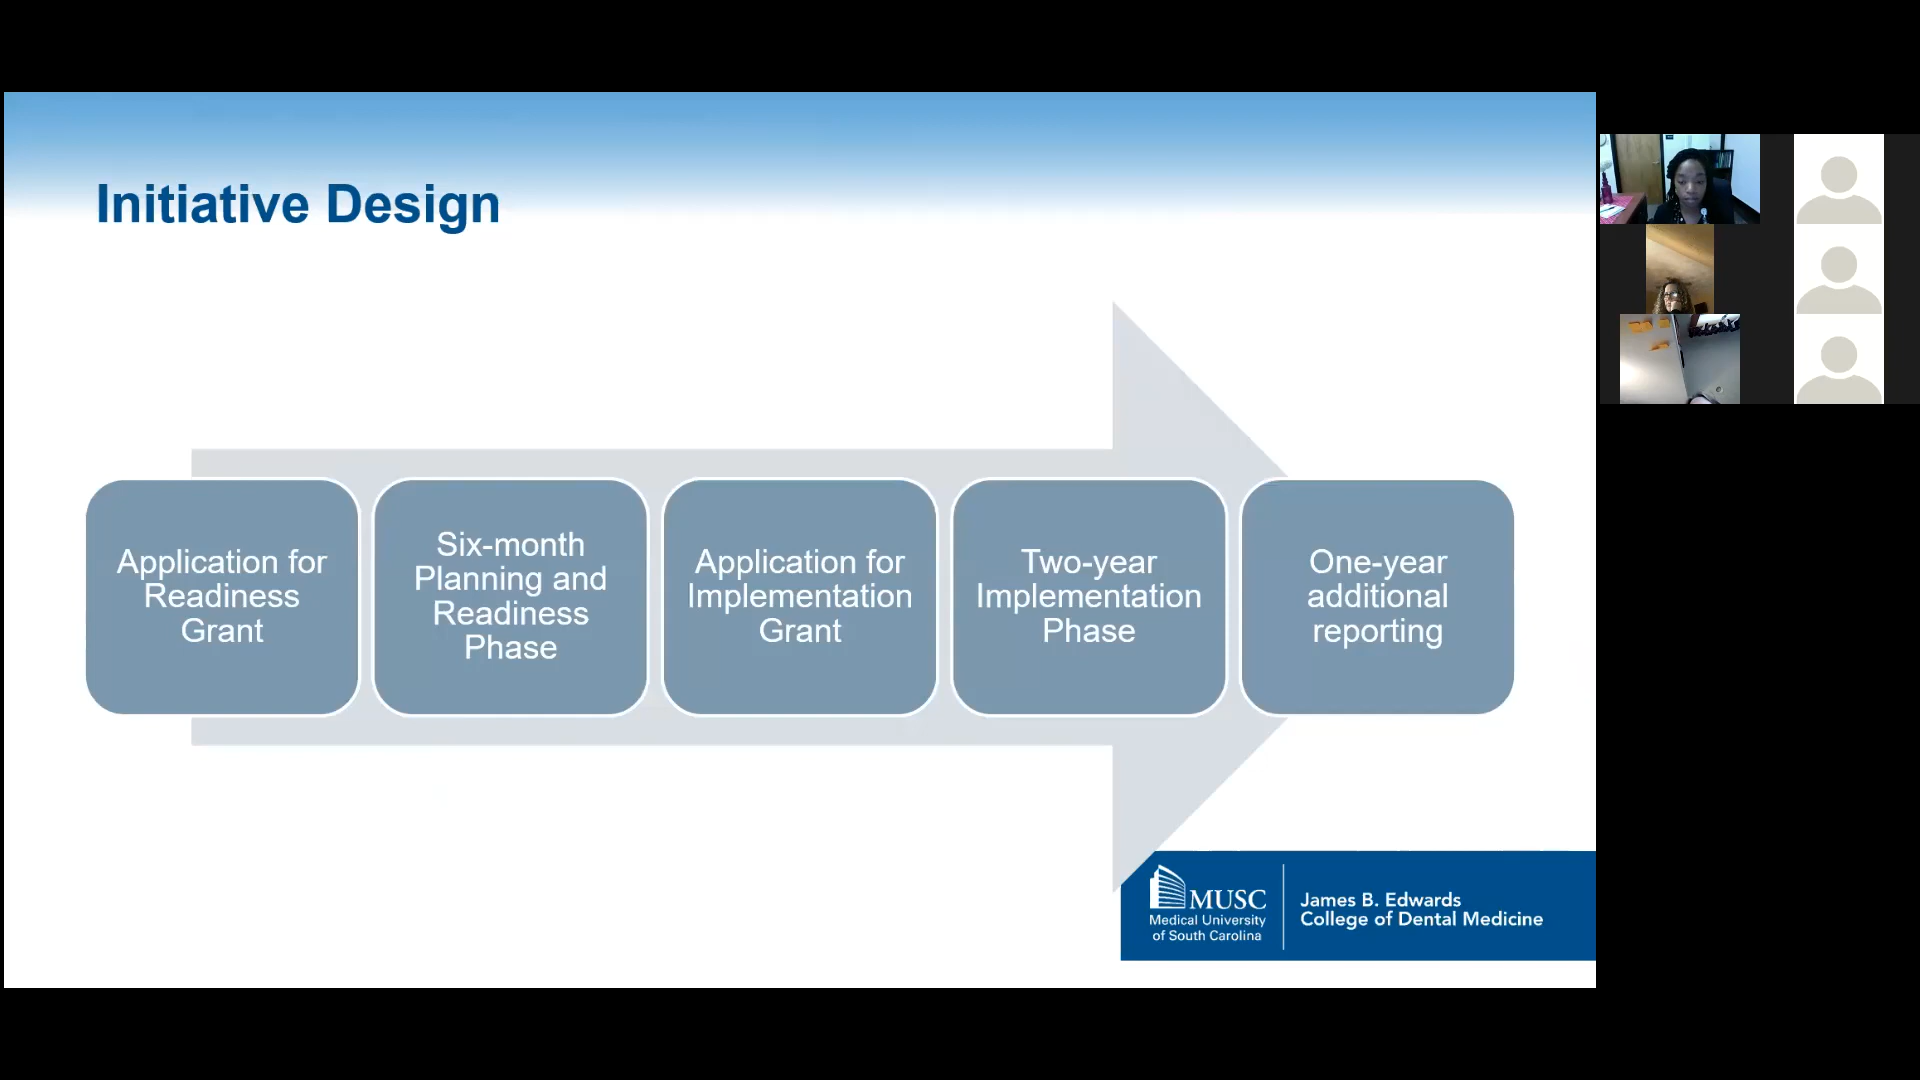 Initiative Design
Application for
Readiness
Grant
Six-month
Planning and
Readiness
Phase
Application for
Implementation
Grant
Two-year
Implementation
Phase
One-year
additional
reporting
MUSC
Medical University
of South Carolina
James B. Edwards
College of Dental Medicine